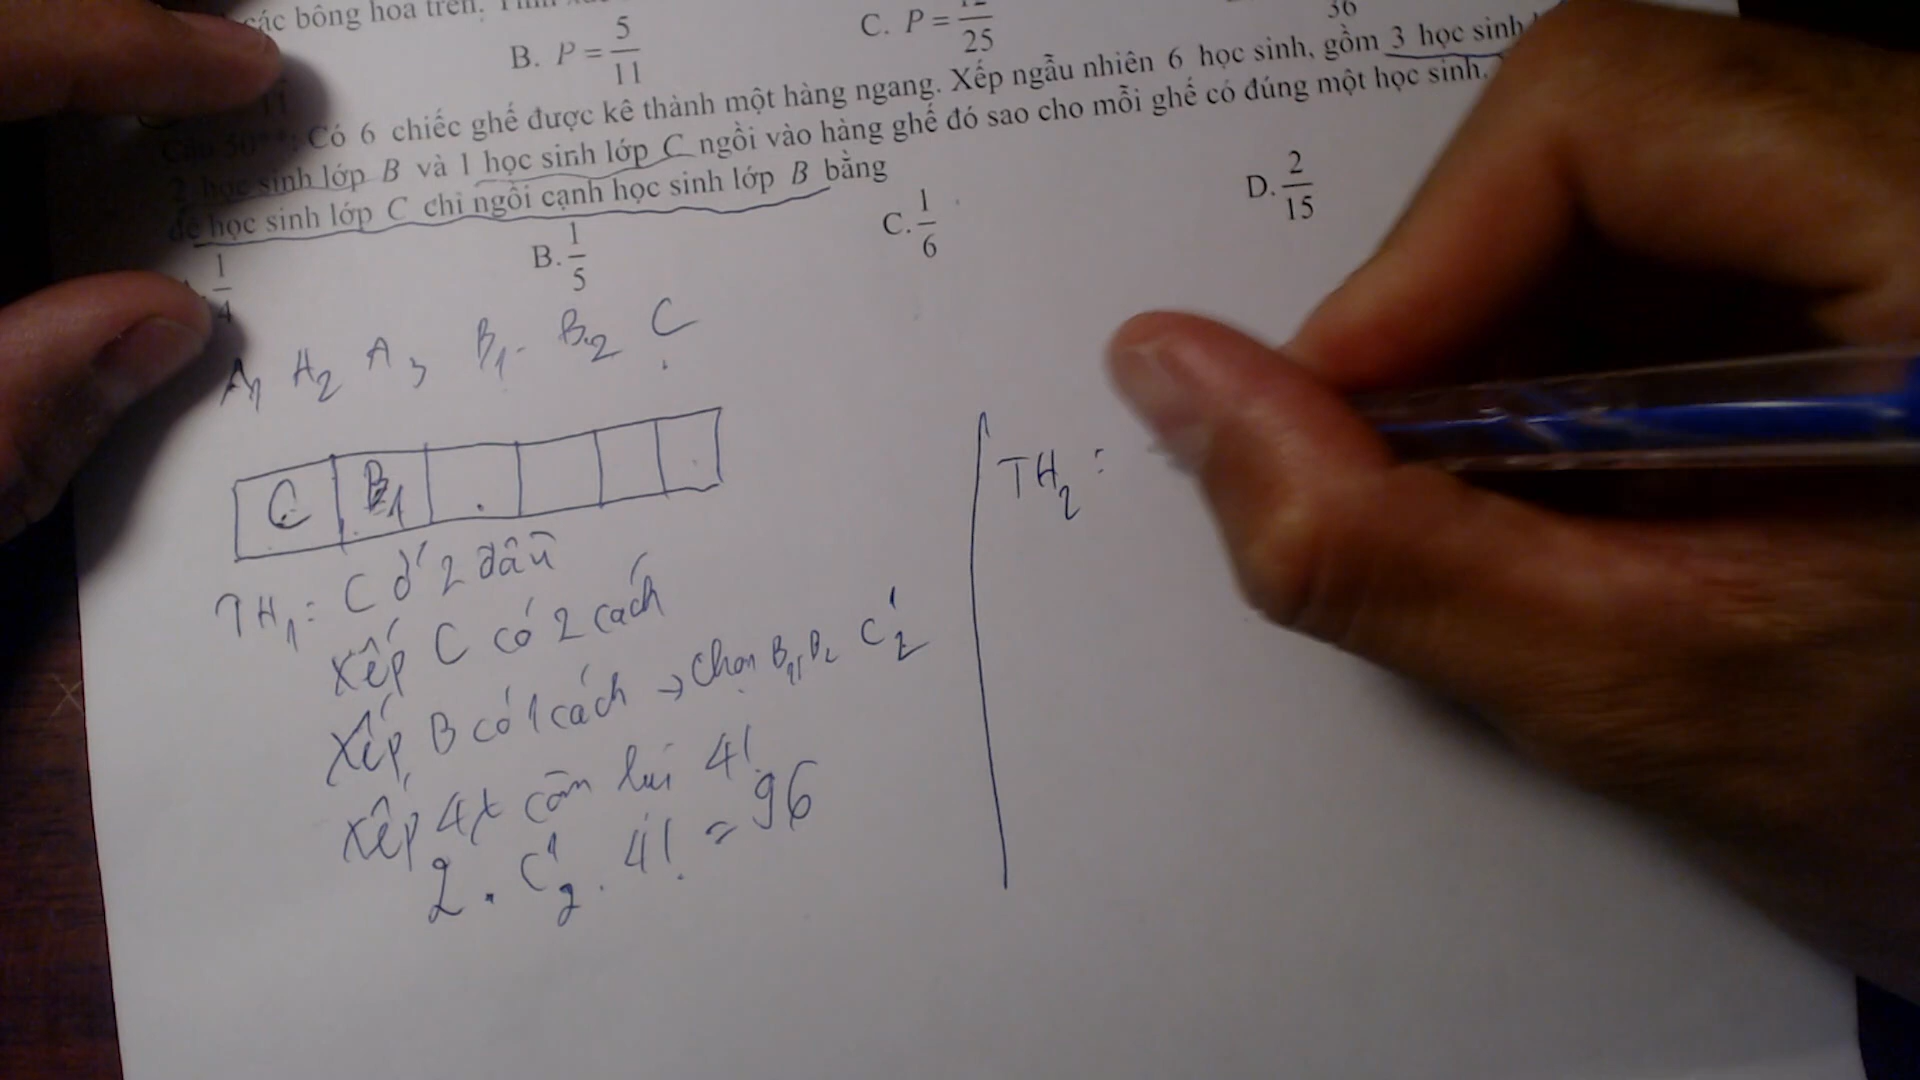 các bông hoa trên.
B. P = 5/11
C. P = /25
36
Có 6 chiếc ghế được kê thành một hàng ngang. Xếp ngẫu nhiên 6 học sinh, gồm 3 học sinh
2 học sinh lớp B và 1 học sinh lớp C ngồi vào hàng ghế đó sao cho mỗi ghế có đúng một học sinh.
để học sinh lớp C chỉ ngồi cạnh học sinh lớp B bằng
1/4
B. 1/5
C. 1/6
D. 2/15
A1 A2 A3 B1 B2 C
C B1
TH1: C ở 2 đầu
Xếp C có 2 cách
Xếp B có 1 cách → Chọn B1, B2 C¹₂
Xếp 4 còn lại 4!
2 . C¹₂ . 4! = 96
TH2: